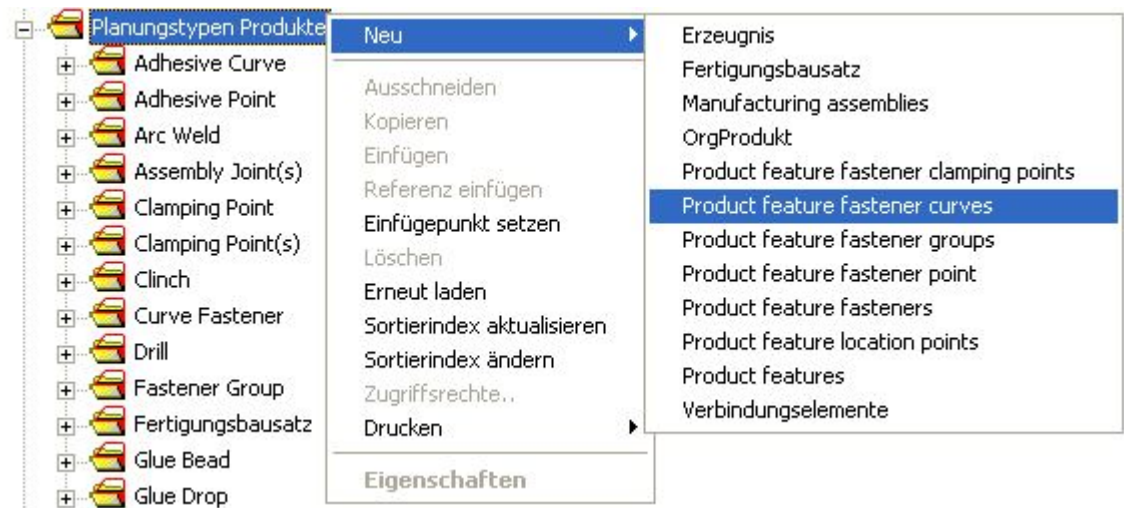 Planungstypen Produkte
Adhesive Curve
Adhesive Point
Arc Weld
Assembly Joint(s)
Clamping Point
Clamping Point(s)
Clinch
Curve Fastener
Drill
Fastener Group
Fertigungsbausatz
Glue Bead
Glue Drop
Neu
Ausschneiden
Kopieren
Einfügen
Referenz einfügen
Einfügepunkt setzen
Löschen
Erneut laden
Sortierindex aktualisieren
Sortierindex ändern
Zugriffsrechte..
Drucken
Eigenschaften
Erzeugnis
Fertigungsbausatz
Manufacturing assemblies
OrgProdukt
Product feature fastener clamping points
Product feature fastener curves
Product feature fastener groups
Product feature fastener point
Product feature fasteners
Product feature location points
Product features
Verbindungselemente